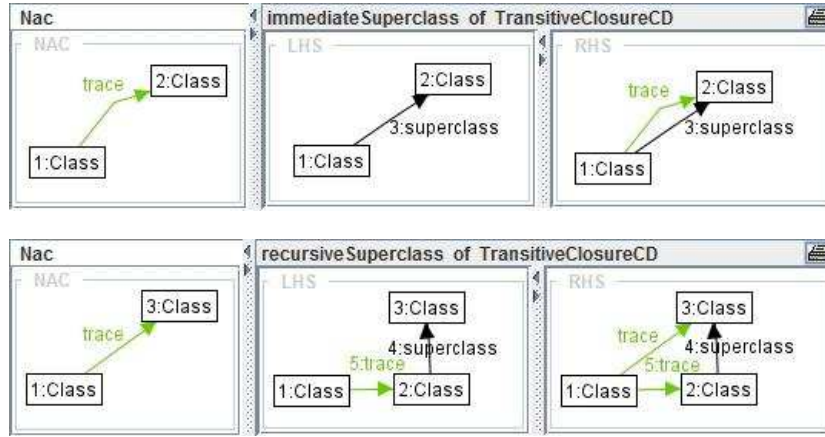 Nac
immediateSuperclass of TransitiveClosureCD
NAC
LHS
RHS
trace
2:Class
1:Class
2:Class
3:superclass
1:Class
trace
2:Class
3:superclass
1:Class
Nac
recursiveSuperclass of TransitiveClosureCD
NAC
LHS
RHS
3:Class
trace
1:Class
3:Class
4:superclass
5:trace
1:Class
2:Class
3:Class
trace
4:superclass
5:trace
1:Class
2:Class